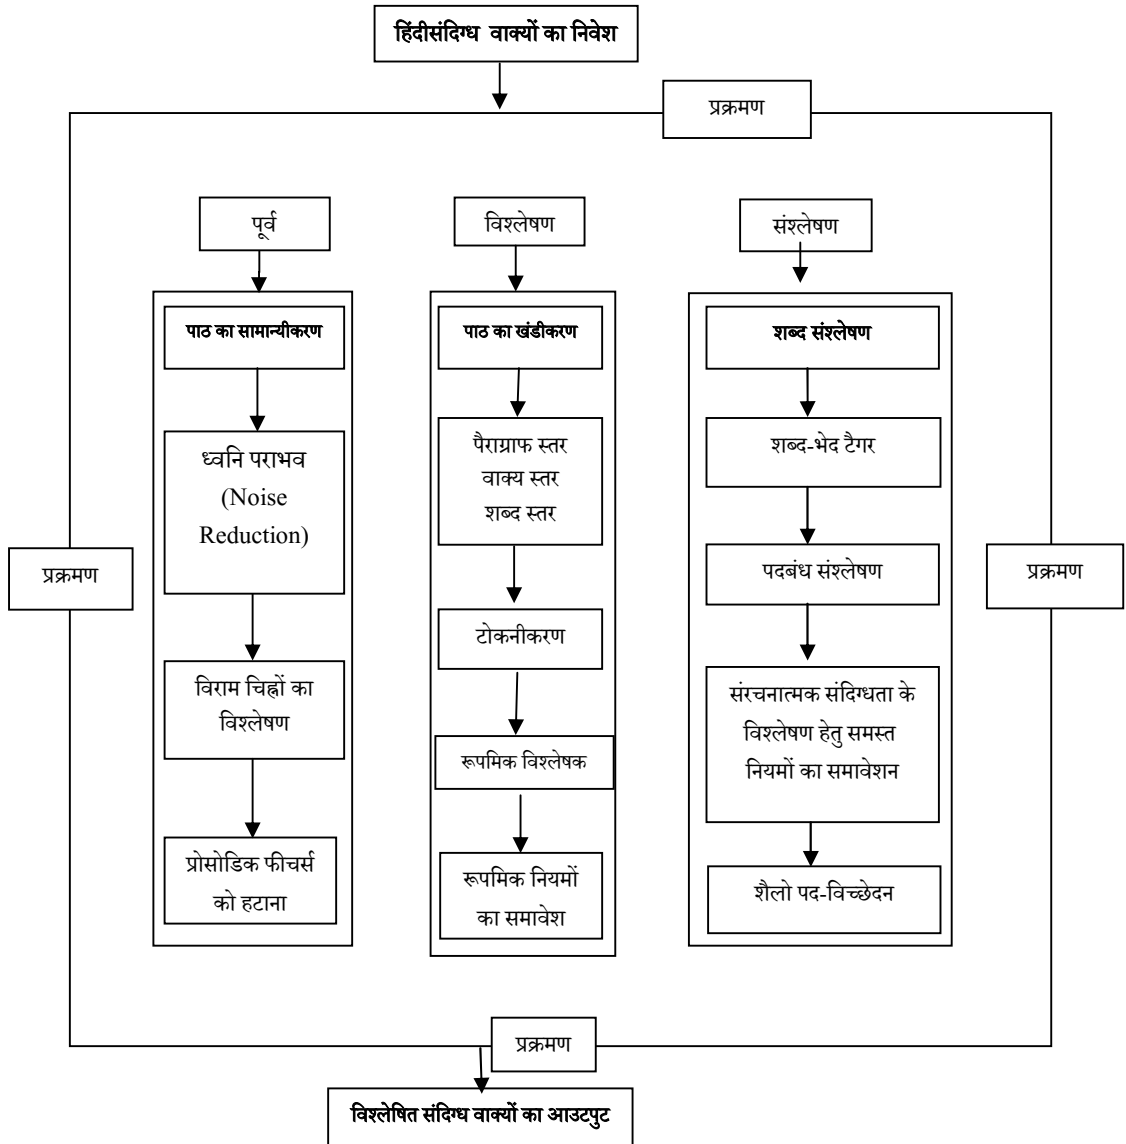 हिंदीसंदिग्ध वाक्यों का निवेश
प्रक्रमण
पूर्व
विश्लेषण
संश्लेषण
पाठ का सामान्यीकरण
ध्वनि पराभव
(Noise
Reduction)
विराम चिह्नों का
विश्लेषण
प्रोसोडिक फीचर्स
को हटाना
पाठ का खंडीकरण
पैराग्राफ स्तर
वाक्य स्तर
शब्द स्तर
टोकनीकरण
रूपमिक विश्लेषक
रूपमिक नियमों
का समावेश
शब्द संश्लेषण
शब्द-भेद टैगर
पदबंध संश्लेषण
संरचनात्मक संदिग्धता के
विश्लेषण हेतु समस्त
नियमों का समावेशन
शैलो पद-विच्छेदन
प्रक्रमण
प्रक्रमण
प्रक्रमण
विश्लेषित संदिग्ध वाक्यों का आउटपुट